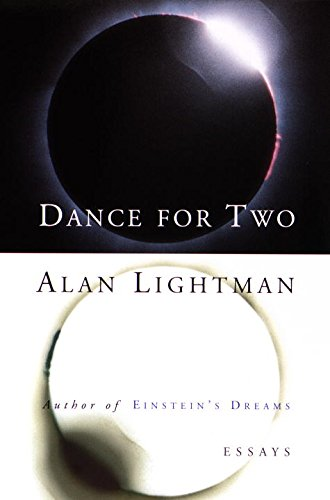 DANCE FOR TWO
ALAN LIGHTMAN
Author of EINSTEIN'S DREAMS
ESSAYS